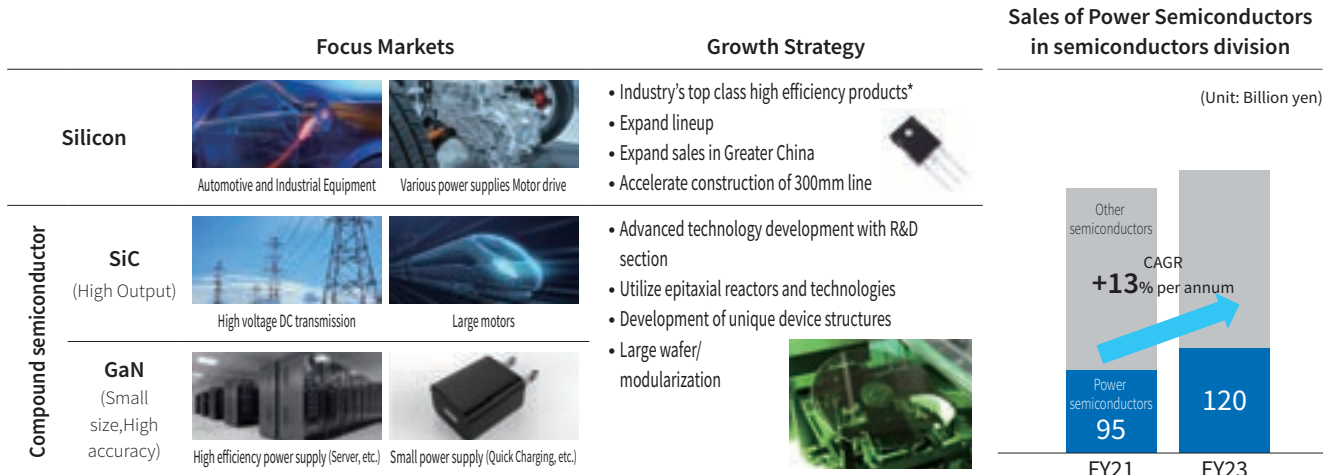 Focus Markets
Growth Strategy
Sales of Power Semiconductors
in semiconductors division
Silicon
Automotive and Industrial Equipment
Various power supplies Motor drive
• Industry's top class high efficiency products*
• Expand lineup
• Expand sales in Greater China
• Accelerate construction of 300mm line
Compound semiconductor
SiC
(High Output)
High voltage DC transmission
Large motors
GaN
(Small
size,High
accuracy)
High efficiency power supply (Server, etc.)
Small power supply (Quick Charging, etc.)
• Advanced technology development with R&D
section
• Utilize epitaxial reactors and technologies
• Development of unique device structures
• Large wafer/
modularization
(Unit: Billion yen)
Other
semiconductors
CAGR
+13% per annum
Power
semiconductors
95
120
FY21
FY23